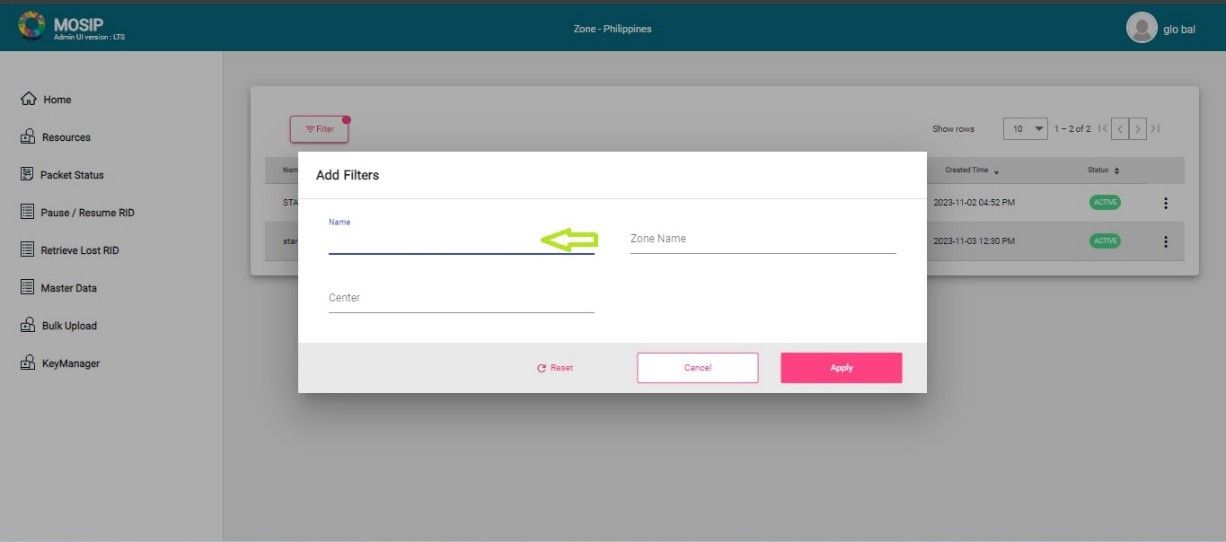 MOSIP
Admin UI version : LTS
Zone - Philippines
glo bal
Home
Resources
Packet Status
Pause / Resume RID
Retrieve Lost RID
Master Data
Bulk Upload
KeyManager
Filter
Show rows 10 1 – 2 of 2
Nam Created Time Status
STA 2023-11-02 04:52 PM ACTIVE
star 2023-11-03 12:30 PM ACTIVE
Add Filters
Name
Zone Name
Center
Reset Cancel Apply